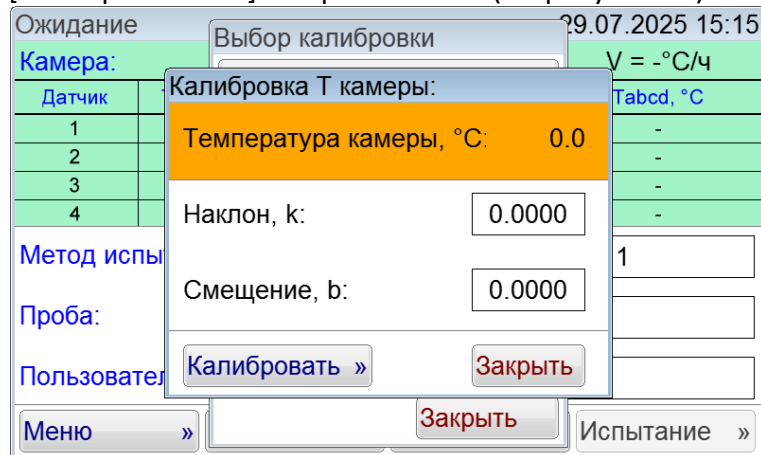 Ожидание
29.07.2025 15:15
Выбор калибровки
Камера:
V = -°C/ч
Калибровка Т камеры:
Датчик
Tabcd, °C
Температура камеры, °C: 0.0
1 -
2 -
3 -
4 -
Наклон, k: 0.0000
Метод испы
1
Смещение, b: 0.0000
Проба:
Калибровать » Закрыть
Пользовател
Закрыть
Меню »
Испытание »